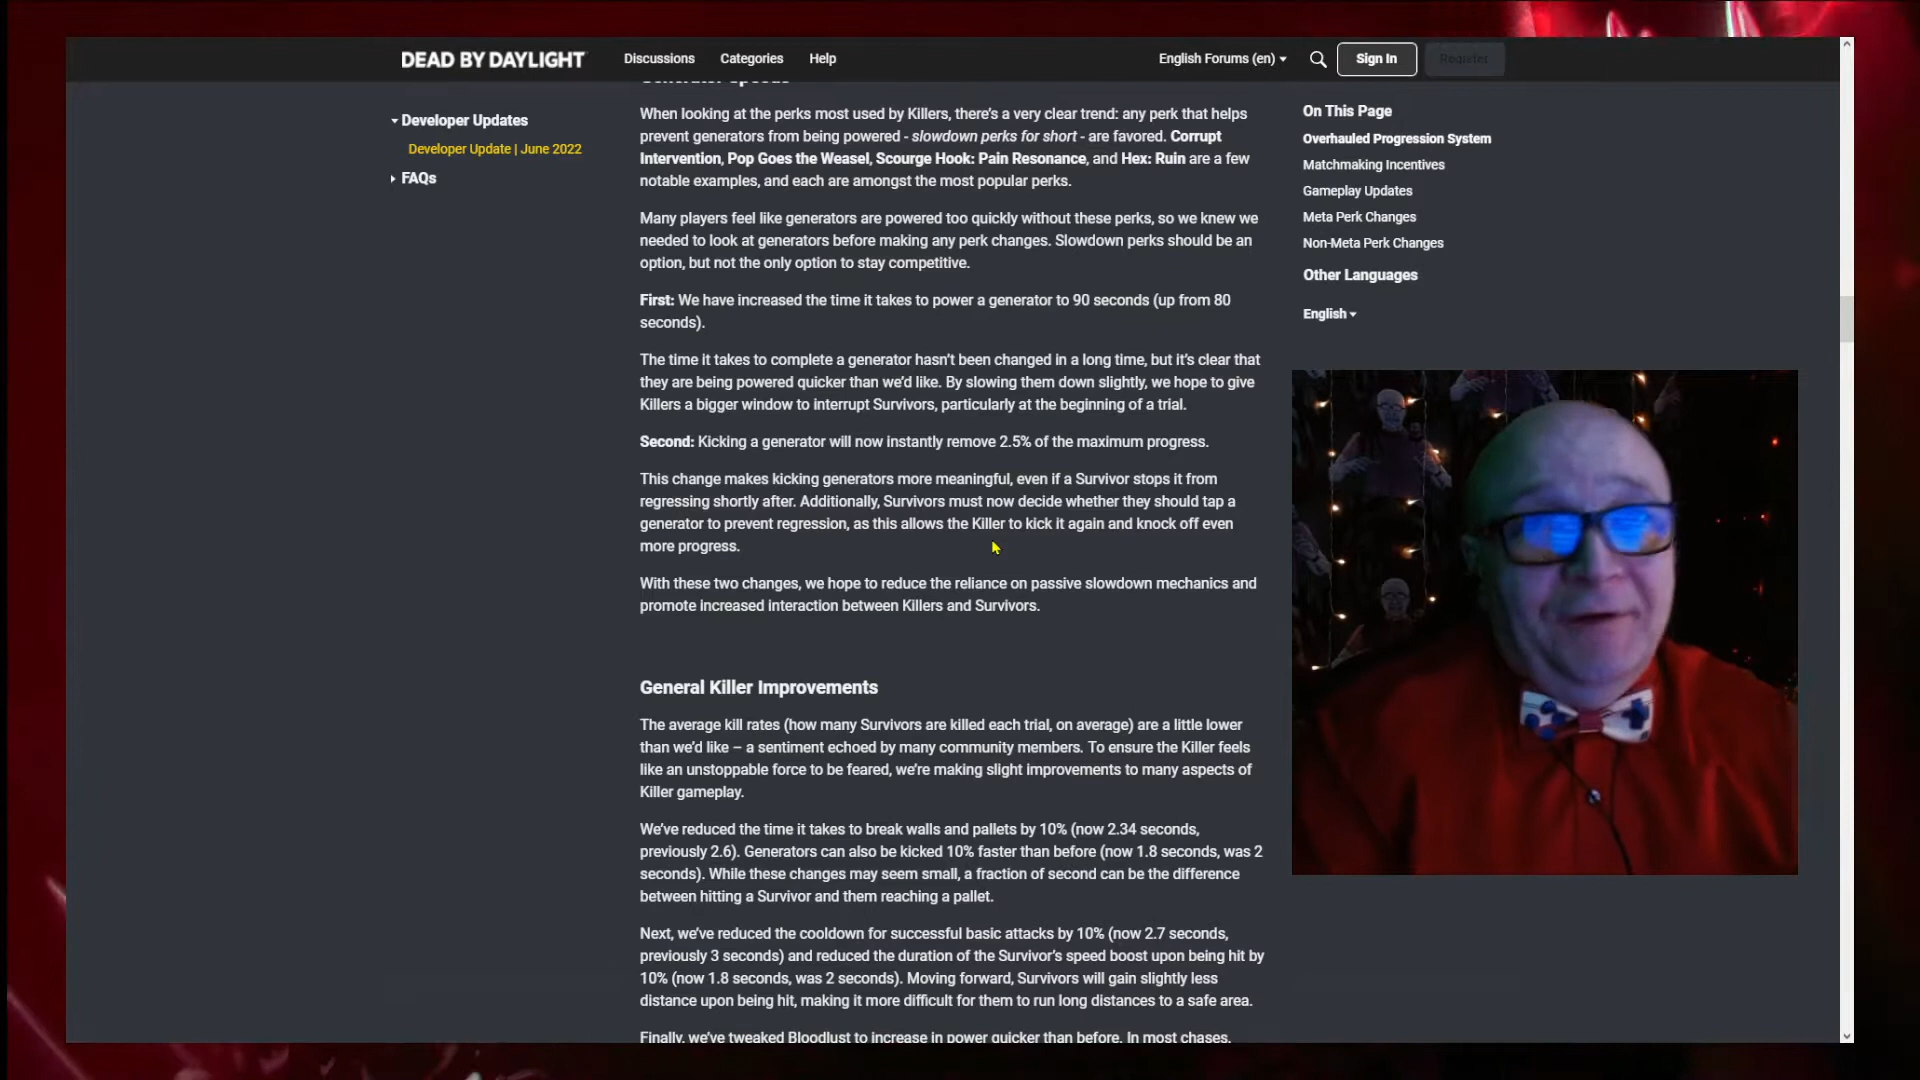 DEAD BY DAYLIGHT
Discussions
Categories
Help
English Forums (en)
Sign In
Register
Developer Updates
Developer Update | June 2022
FAQs
Generator Speeds
When looking at the perks most used by Killers, there's a very clear trend: any perk that helps
prevent generators from being powered - slowdown perks for short - are favored. Corrupt
Intervention, Pop Goes the Weasel, Scourge Hook: Pain Resonance, and Hex: Ruin are a few
notable examples, and each are amongst the most popular perks.
Many players feel like generators are powered too quickly without these perks, so we knew we
needed to look at generators before making any perk changes. Slowdown perks should be an
option, but not the only option to stay competitive.
First: We have increased the time it takes to power a generator to 90 seconds (up from 80
seconds).
The time it takes to complete a generator hasn't been changed in a long time, but it's clear that
they are being powered quicker than we'd like. By slowing them down slightly, we hope to give
Killers a bigger window to interrupt Survivors, particularly at the beginning of a trial.
Second: Kicking a generator will now instantly remove 2.5% of the maximum progress.
This change makes kicking generators more meaningful, even if a Survivor stops it from
regressing shortly after. Additionally, Survivors must now decide whether they should tap a
generator to prevent regression, as this allows the Killer to kick it again and knock off even
more progress.
With these two changes, we hope to reduce the reliance on passive slowdown mechanics and
promote increased interaction between Killers and Survivors.
General Killer Improvements
The average kill rates (how many Survivors are killed each trial, on average) are a little lower
than we'd like – a sentiment echoed by many community members. To ensure the Killer feels
like an unstoppable force to be feared, we're making slight improvements to many aspects of
Killer gameplay.
We've reduced the time it takes to break walls and pallets by 10% (now 2.34 seconds,
previously 2.6). Generators can also be kicked 10% faster than before (now 1.8 seconds, was 2
seconds). While these changes may seem small, a fraction of second can be the difference
between hitting a Survivor and them reaching a pallet.
Next, we've reduced the cooldown for successful basic attacks by 10% (now 2.7 seconds,
previously 3 seconds) and reduced the duration of the Survivor's speed boost upon being hit by
10% (now 1.8 seconds, was 2 seconds). Moving forward, Survivors will gain slightly less
distance upon being hit, making it more difficult for them to run long distances to a safe area.
Finally, we've tweaked Bloodlust to increase in power quicker than before. In most chases,
On This Page
Overhauled Progression System
Matchmaking Incentives
Gameplay Updates
Meta Perk Changes
Non-Meta Perk Changes
Other Languages
English